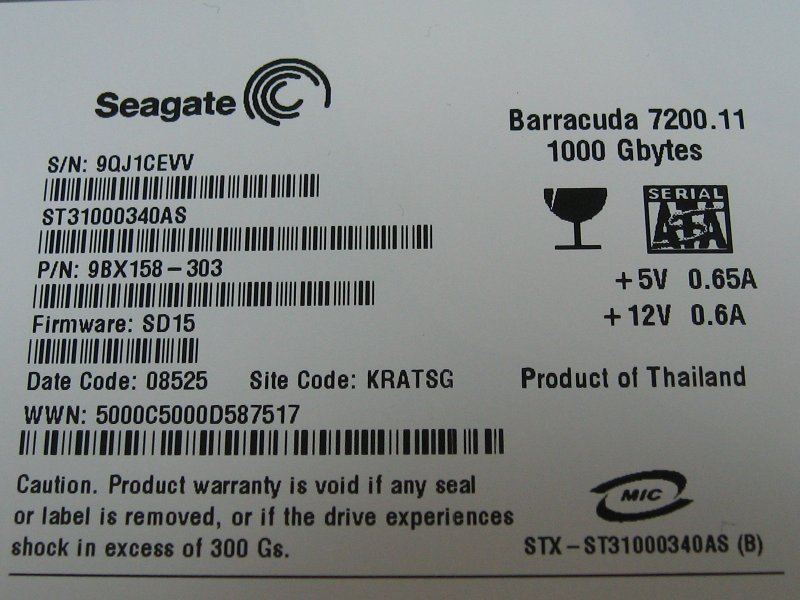 Seagate
Barracuda 7200.11
1000 Gbytes
S/N: 9QJ1CEVV
ST31000340AS
SERIAL
ATA
P/N: 9BX158-303
+5V 0.65A
+12V 0.6A
Firmware: SD15
Date Code: 08525 Site Code: KRATSG
Product of Thailand
WWN: 5000C5000D587517
Caution. Product warranty is void if any seal
or label is removed, or if the drive experiences
shock in excess of 300 Gs.
MIC
STX-ST31000340AS (B)